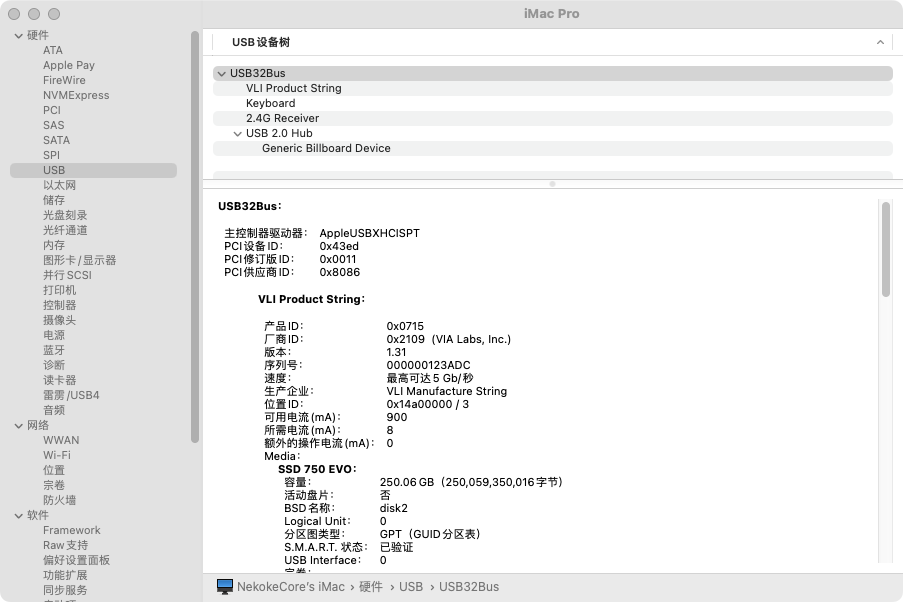 iMac Pro
硬件
ATA
Apple Pay
FireWire
NVMExpress
PCI
SAS
SATA
SPI
USB
以太网
储存
光盘刻录
光纤通道
内存
图形卡/显示器
并行SCSI
打印机
控制器
摄像头
电源
蓝牙
诊断
读卡器
雷雳/USB4
音频
网络
WWAN
Wi-Fi
位置
宗卷
防火墙
软件
Framework
Raw支持
偏好设置面板
功能扩展
同步服务
USB设备树
USB32Bus
VLI Product String
Keyboard
2.4G Receiver
USB 2.0 Hub
Generic Billboard Device
USB32Bus：
主控制器驱动器： AppleUSBXHCISPT
PCI设备ID： 0x43ed
PCI修订版ID： 0x0011
PCI供应商ID： 0x8086
VLI Product String：
产品ID： 0x0715
厂商ID： 0x2109（VIA Labs, Inc.）
版本： 1.31
序列号： 000000123ADC
速度： 最高可达5 Gb/秒
生产企业： VLI Manufacture String
位置ID： 0x14a00000 / 3
可用电流(mA)： 900
所需电流(mA)： 8
额外的操作电流(mA)： 0
Media：
SSD 750 EVO：
容量： 250.06 GB（250,059,350,016字节）
活动盘片： 否
BSD名称： disk2
Logical Unit： 0
分区图类型： GPT（GUID分区表）
S.M.A.R.T. 状态： 已验证
USB Interface： 0
NekokeCore's iMac › 硬件 › USB › USB32Bus